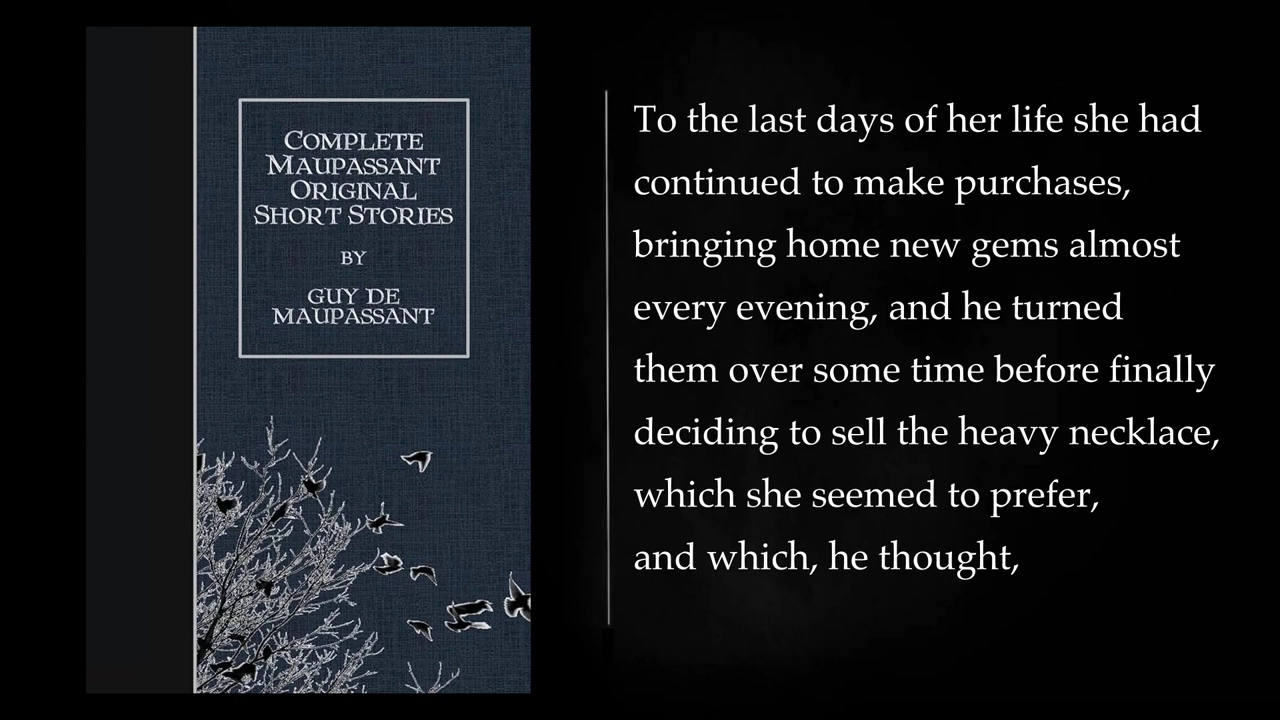 COMPLETE
MAUPASSANT
ORIGINAL
SHORT STORIES
BY
GUY DE
MAUPASSANT
To the last days of her life she had
continued to make purchases,
bringing home new gems almost
every evening, and he turned
them over some time before finally
deciding to sell the heavy necklace,
which she seemed to prefer,
and which, he thought,